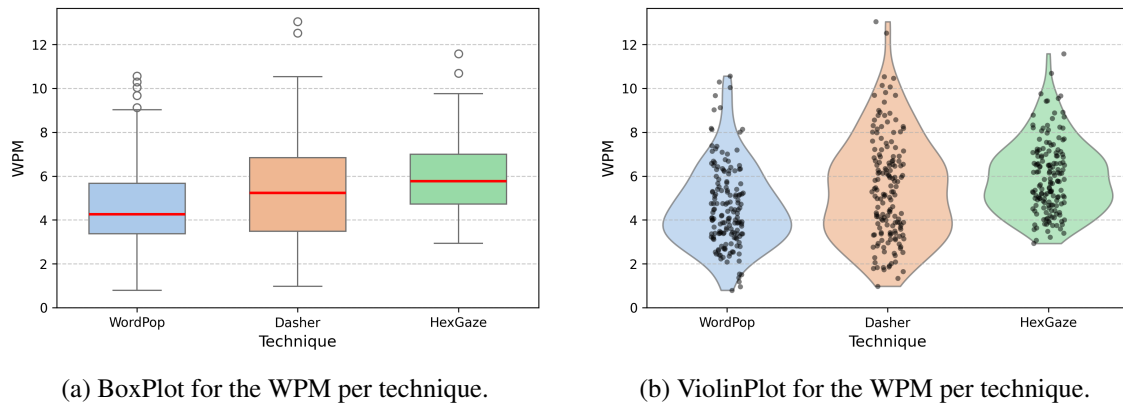 WPM
12
10
8
6
4
2
0
WordPop Dasher HexGaze
Technique
(a) BoxPlot for the WPM per technique.
WPM
12
10
8
6
4
2
0
WordPop Dasher HexGaze
Technique
(b) ViolinPlot for the WPM per technique.